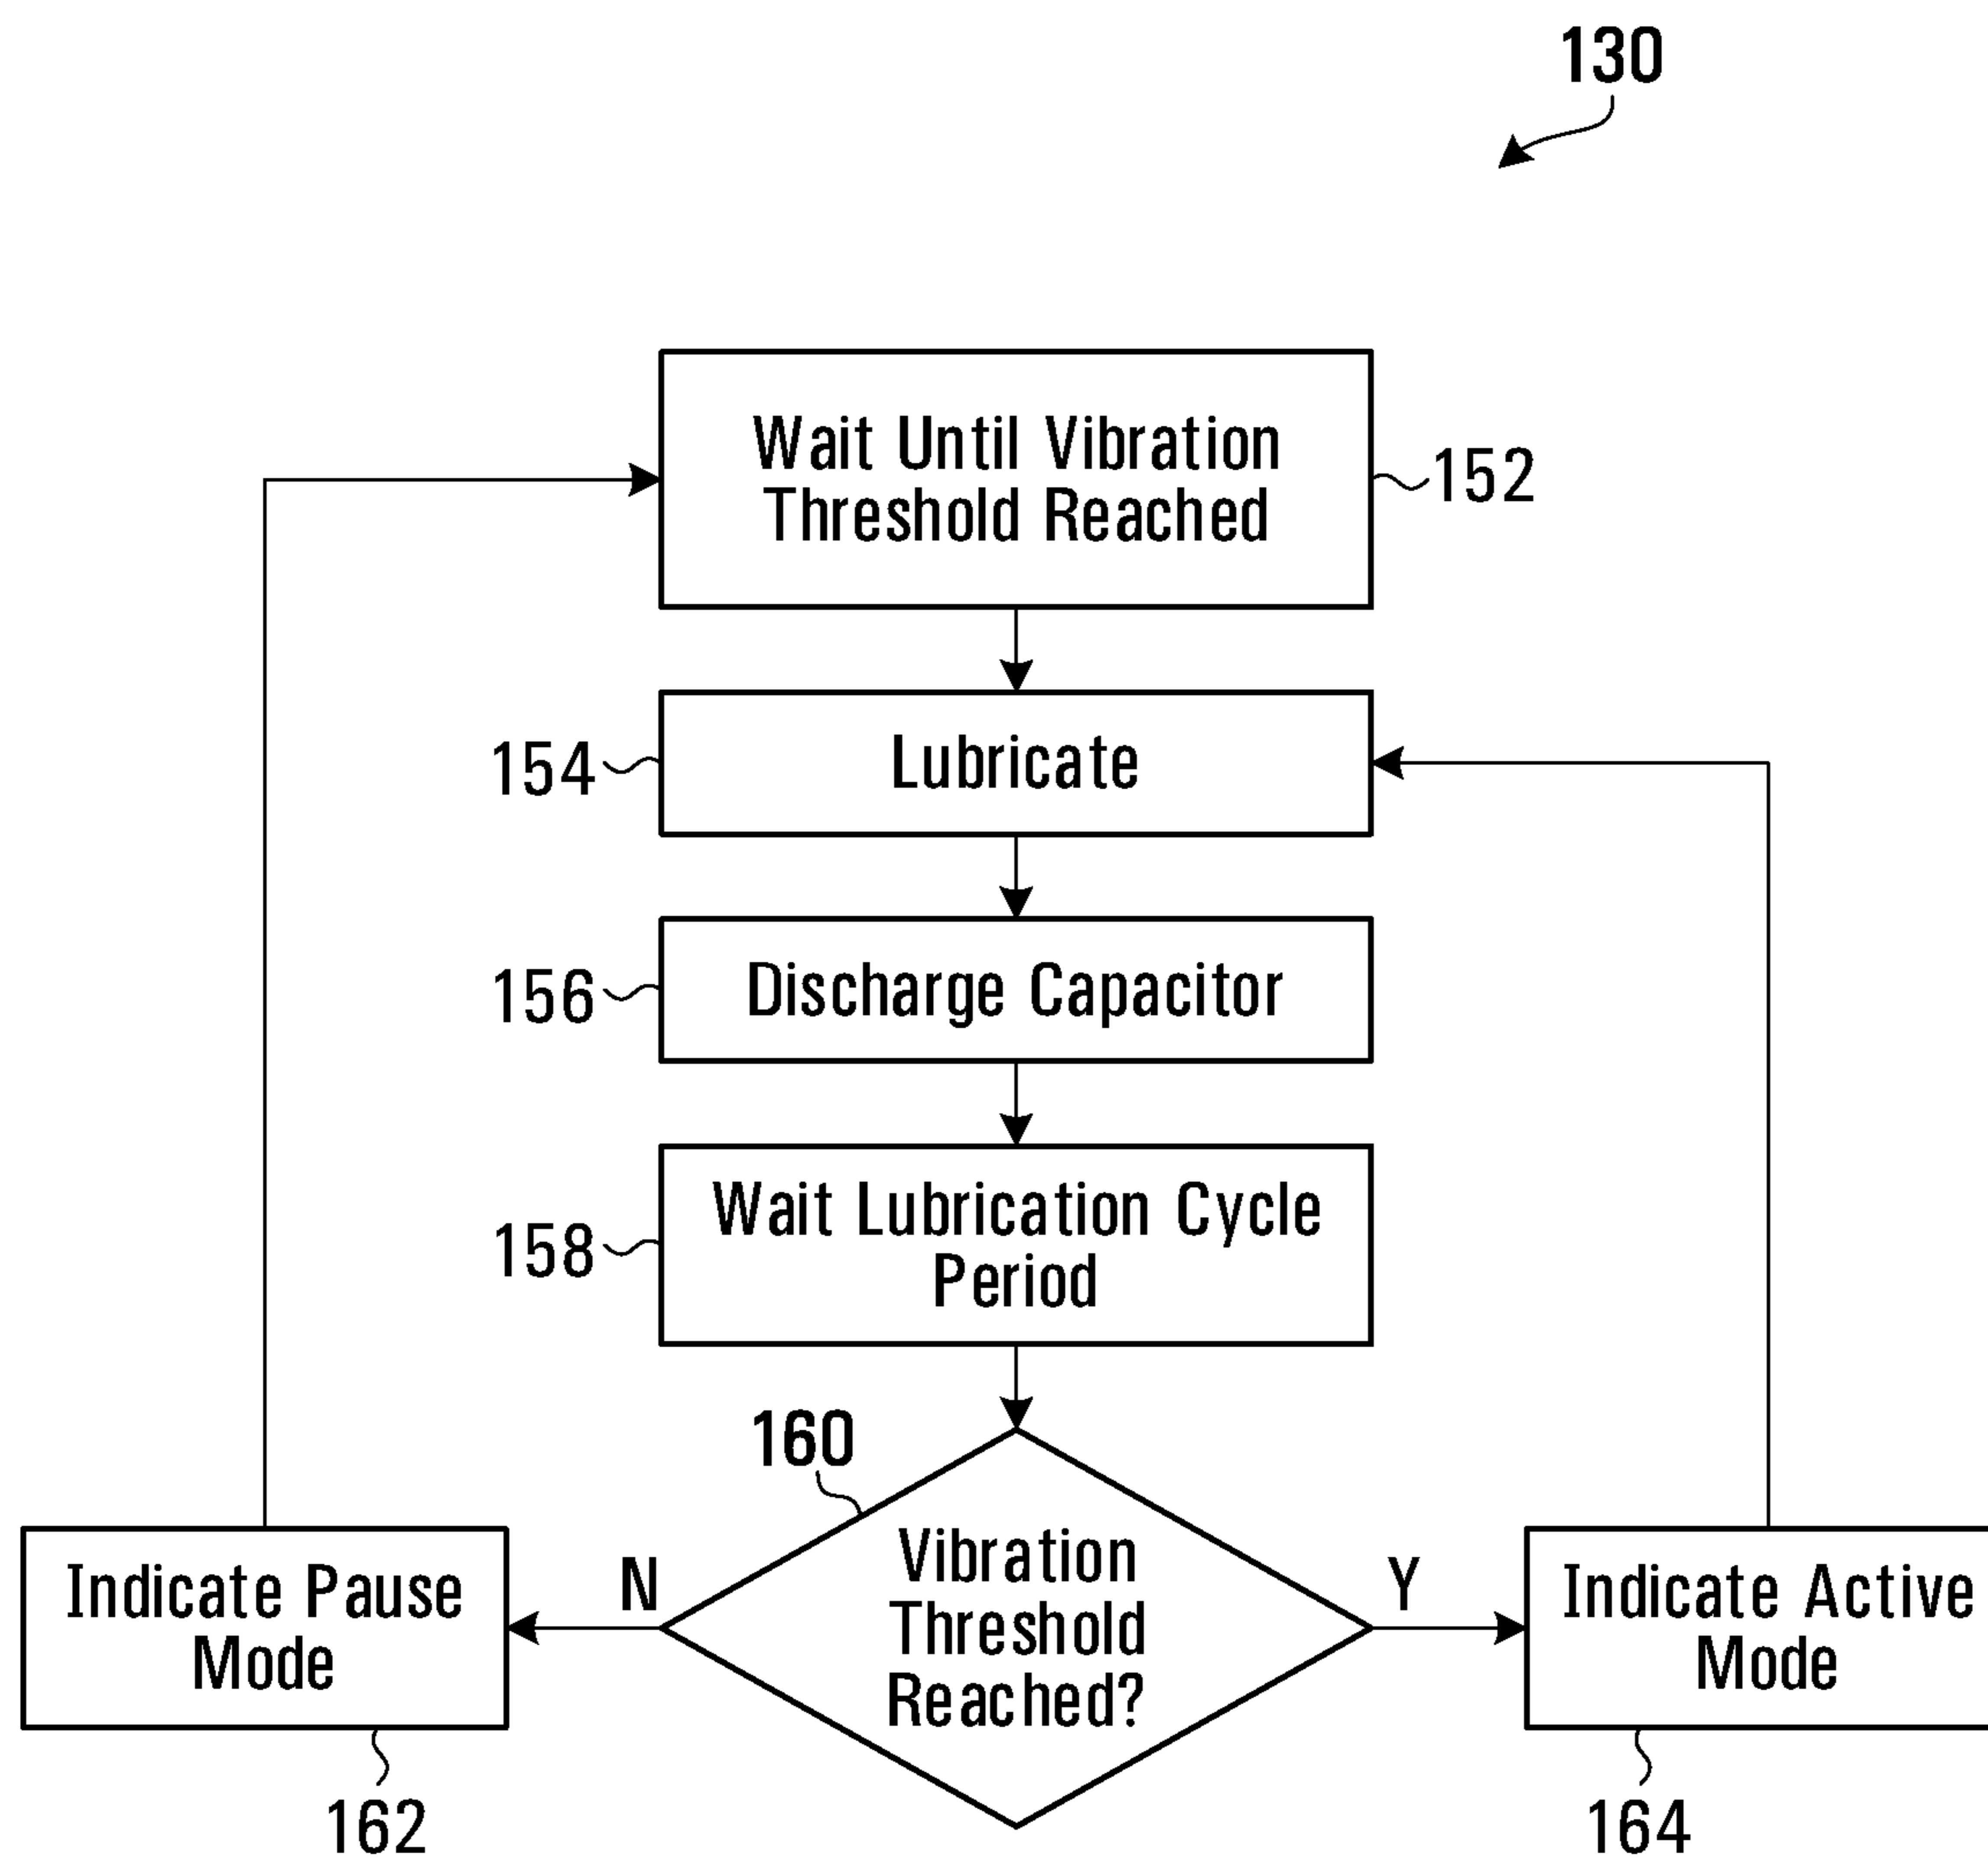 130
Wait Until Vibration
Threshold Reached
152
154
Lubricate
156
Discharge Capacitor
158
Wait Lubrication Cycle
Period
160
Vibration
Threshold
Reached?
N
Y
Indicate Pause
Mode
Indicate Active
Mode
162
164